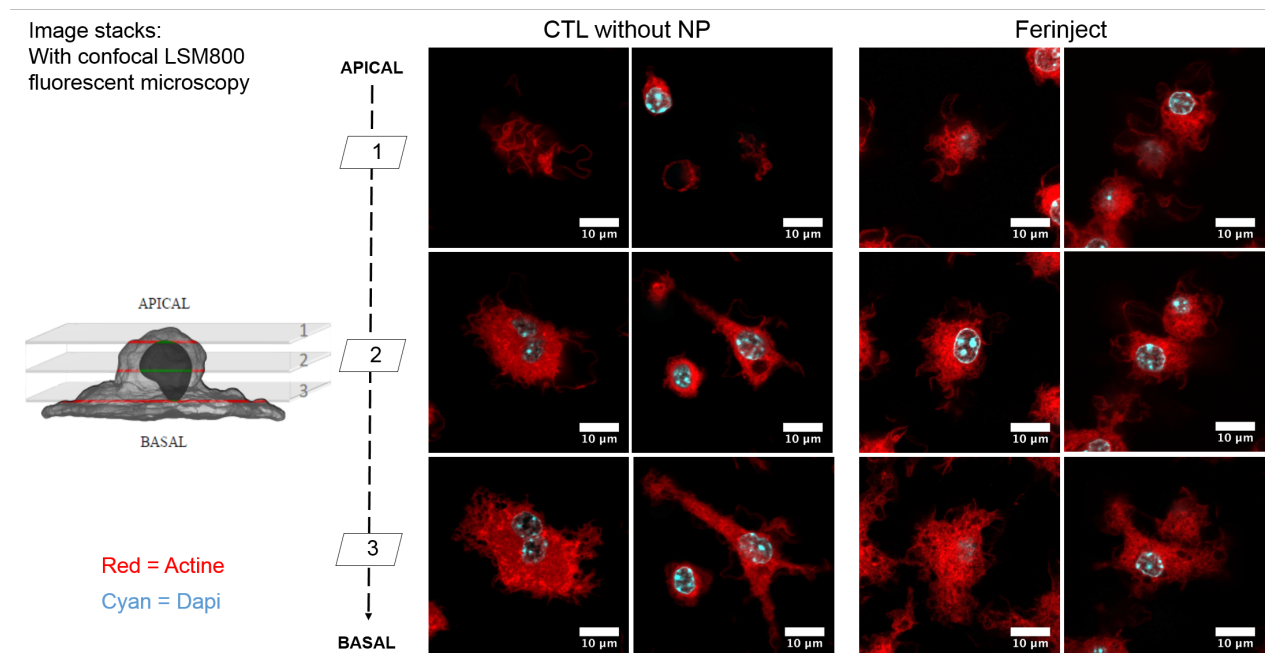 Image stacks:
With confocal LSM800
fluorescent microscopy
CTL without NP
Ferinject
APICAL
1
10 µm
10 µm
10 µm
10 µm
APICAL
1
2
3
BASAL
2
10 µm
10 µm
10 µm
10 µm
Red = Actine
Cyan = Dapi
3
BASAL
10 µm
10 µm
10 µm
10 µm